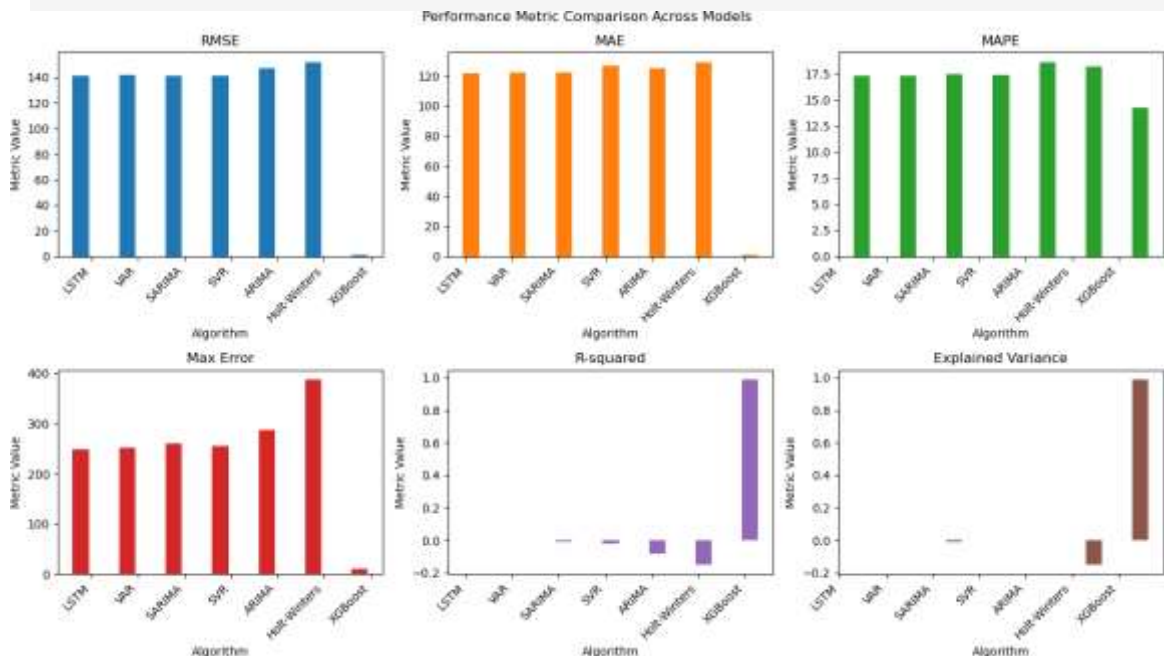 Performance Metric Comparison Across Models
RMSE
MAE
MAPE
Metric Value
140
120
100
80
60
40
20
0
LSTM
VAR
SARIMA
SVR
ARIMA
Holt-Winters
XGBoost
Algorithm
Metric Value
120
100
80
60
40
20
0
LSTM
VAR
SARIMA
SVR
ARIMA
Holt-Winters
XGBoost
Algorithm
Metric Value
17.5
15.0
12.5
10.0
7.5
5.0
2.5
0.0
LSTM
VAR
SARIMA
SVR
ARIMA
Holt-Winters
XGBoost
Algorithm
Max Error
R-squared
Explained Variance
Metric Value
400
300
200
100
0
LSTM
VAR
SARIMA
SVR
ARIMA
Holt-Winters
XGBoost
Algorithm
Metric Value
1.0
0.8
0.6
0.4
0.2
0.0
−0.2
LSTM
VAR
SARIMA
SVR
ARIMA
Holt-Winters
XGBoost
Algorithm
Metric Value
1.0
0.8
0.6
0.4
0.2
0.0
−0.2
LSTM
VAR
SARIMA
SVR
ARIMA
Holt-Winters
XGBoost
Algorithm